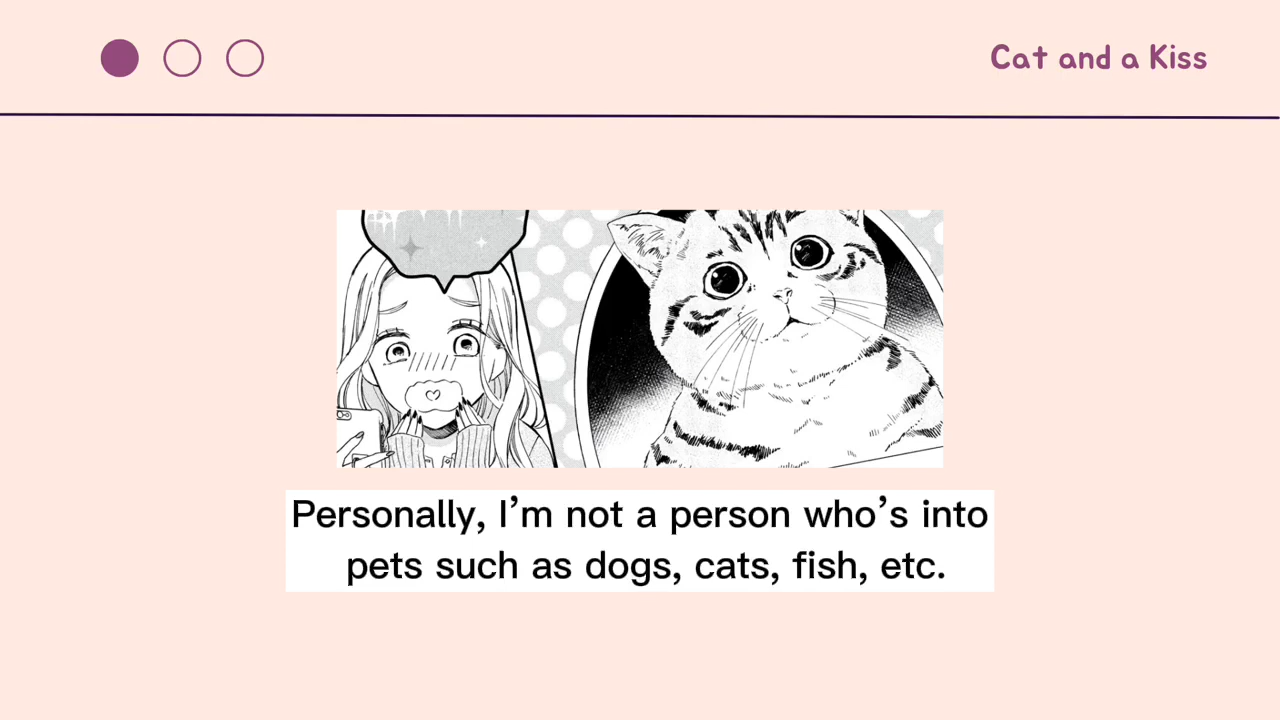 Cat and a Kiss
Personally, I’m not a person who’s into
pets such as dogs, cats, fish, etc.